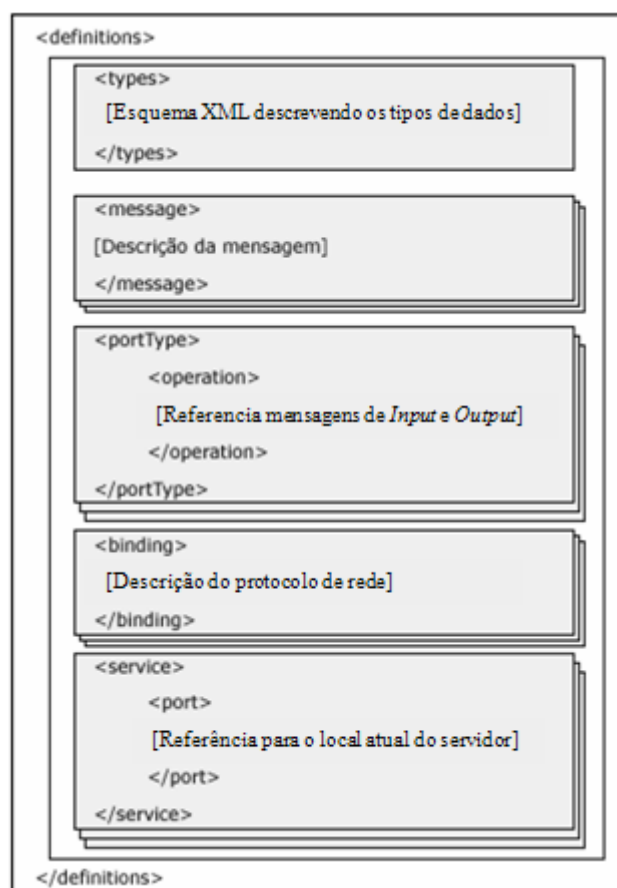 <definitions>
<types>
[Esquema XML descrevendo os tipos de dados]
</types>
<message>
[Descrição da mensagem]
</message>
<portType>
<operation>
[Referencia mensagens de Input e Output]
</operation>
</portType>
<binding>
[Descrição do protocolo de rede]
</binding>
<service>
<port>
[Referência para o local atual do servidor]
</port>
</service>
</definitions>